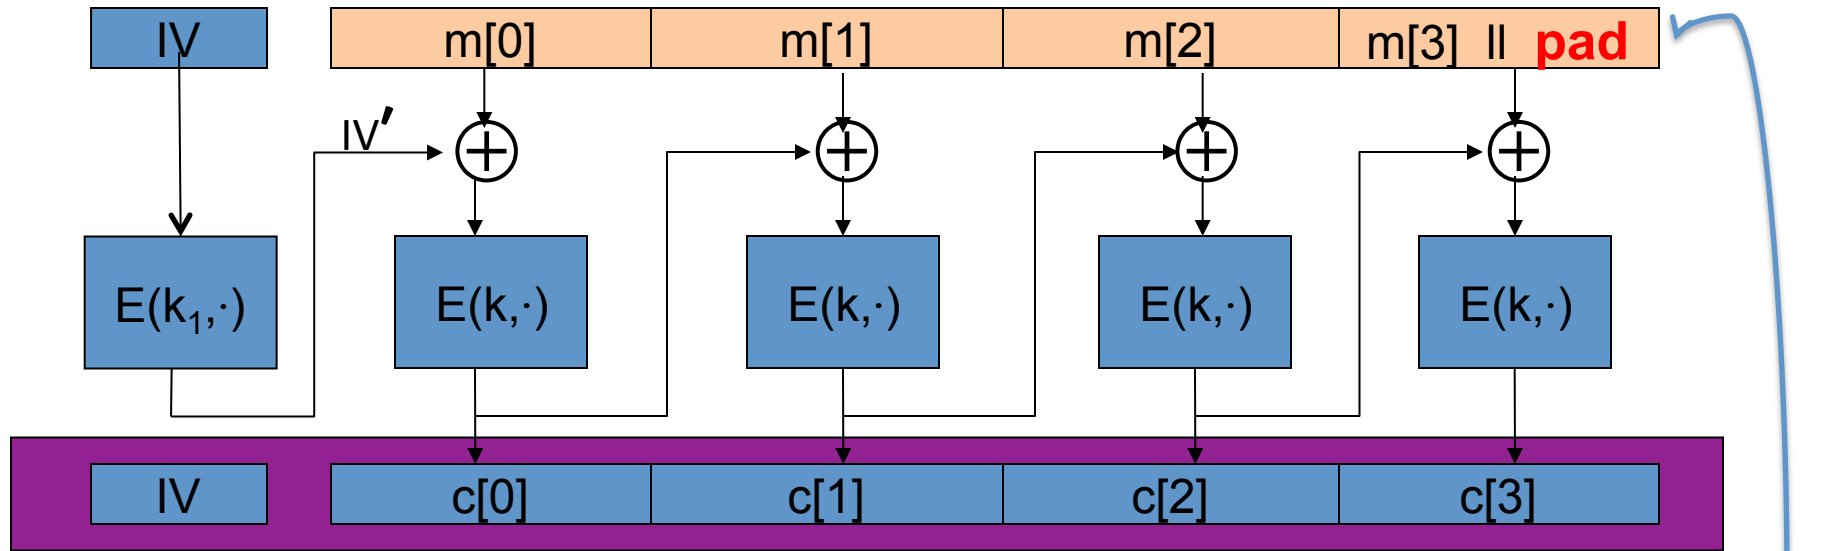 IV m[0] m[1] m[2] m[3] ll pad
IV′
E(k₁,·) E(k,·) E(k,·) E(k,·) E(k,·)
IV c[0] c[1] c[2] c[3]